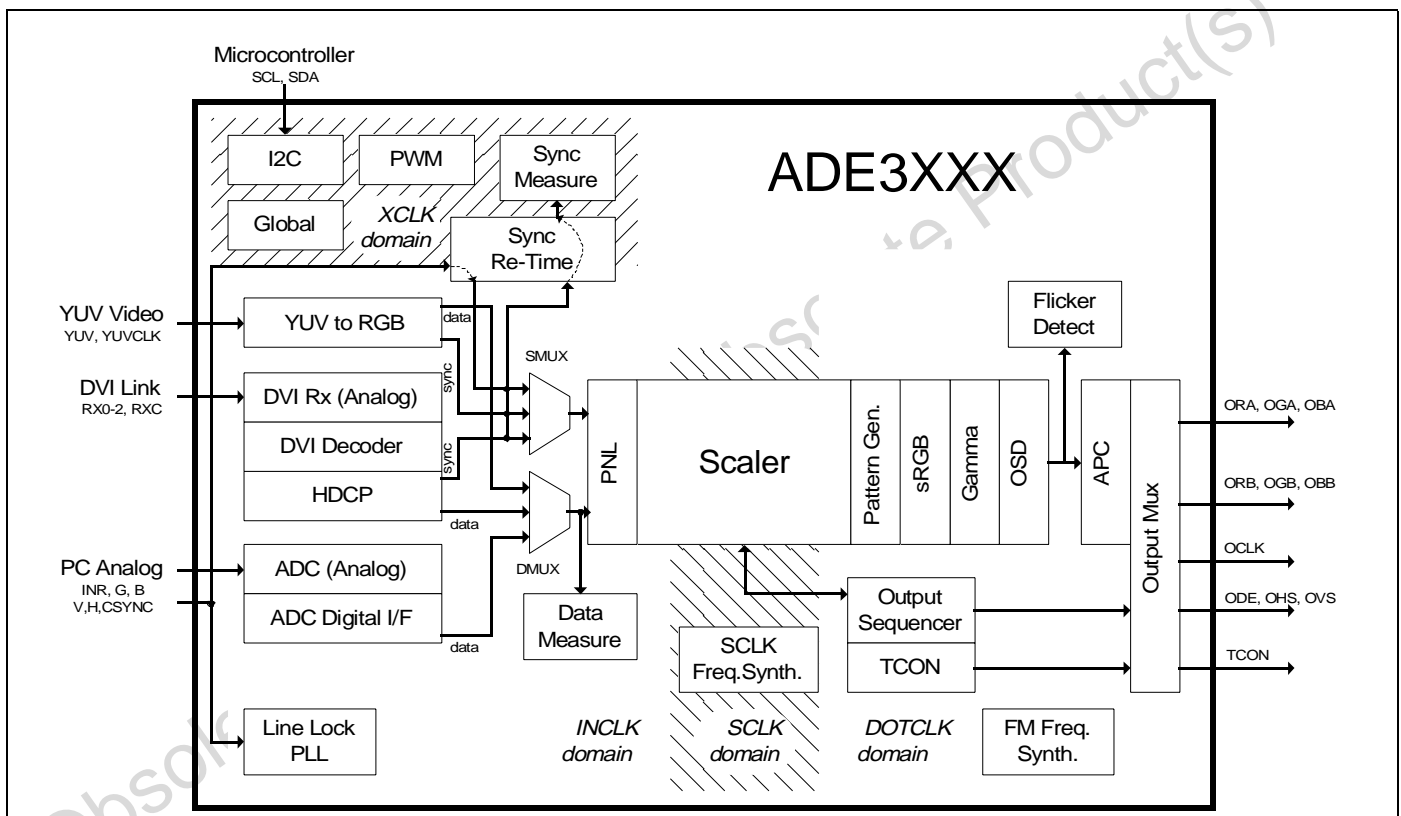 Microcontroller
SCL, SDA
ADE3XXX
I2C
PWM
Sync
Measure
Global
XCLK
domain
Sync
Re-Time
YUV Video
YUV, YUVCLK
YUV to RGB
data
sync
SMUX
Flicker
Detect
DVI Link
RX0-2, RXC
DVI Rx (Analog)
DVI Decoder
HDCP
sync
data
PNL
Scaler
Pattern Gen.
sRGB
Gamma
OSD
APC
Output Mux
ORA, OGA, OBA
ORB, OGB, OBB
OCLK
ODE, OHS, OVS
TCON
PC Analog
INR, G, B
V,H,CSYNC
ADC (Analog)
ADC Digital I/F
data
DMUX
Data
Measure
SCLK
Freq.Synth.
Output
Sequencer
TCON
Line Lock
PLL
INCLK
domain
SCLK
domain
DOTCLK
domain
FM Freq.
Synth.